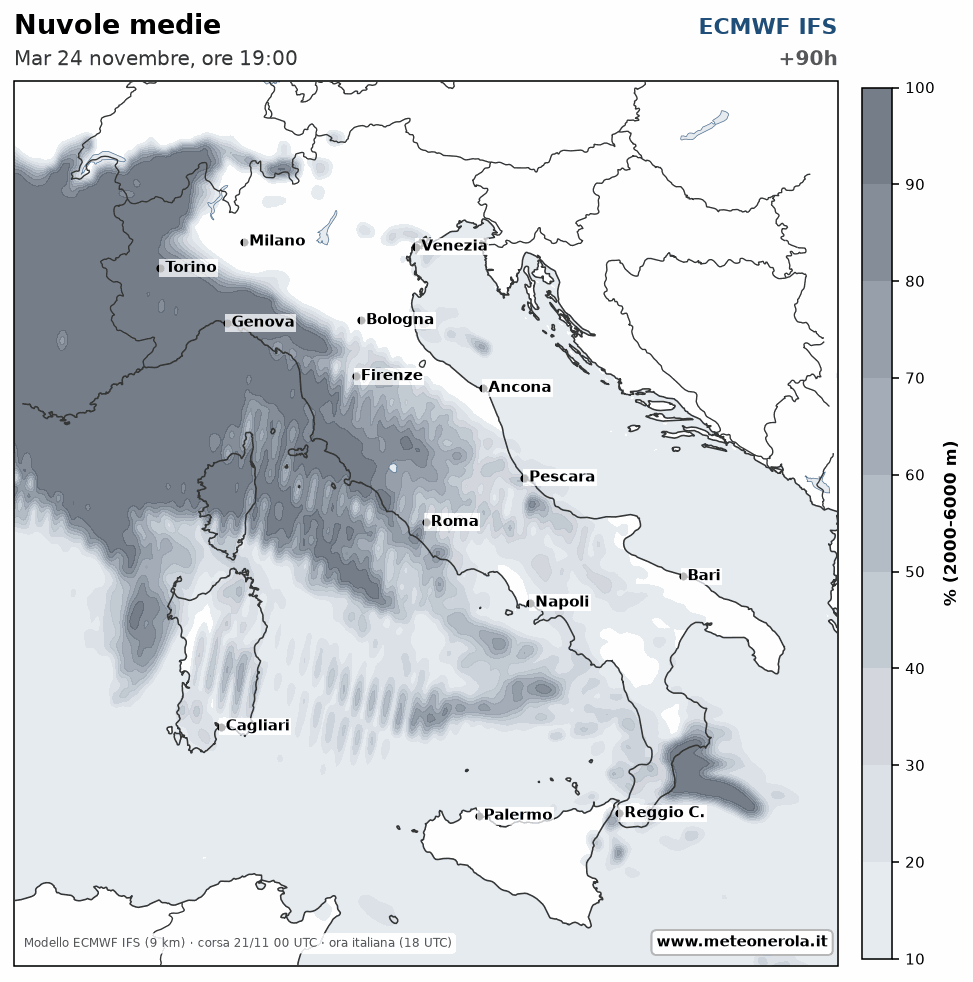 Nuvole medie
ECMWF IFS
Mar 24 novembre, ore 19:00
+90h
100
90
80
70
60
50
40
30
20
10
% (2000-6000 m)
Milano
Venezia
Torino
Genova
Bologna
Firenze
Ancona
Pescara
Roma
Bari
Napoli
Cagliari
Palermo
Reggio C.
Modello ECMWF IFS (9 km) · corsa 21/11 00 UTC · ora italiana (18 UTC)
www.meteonerola.it